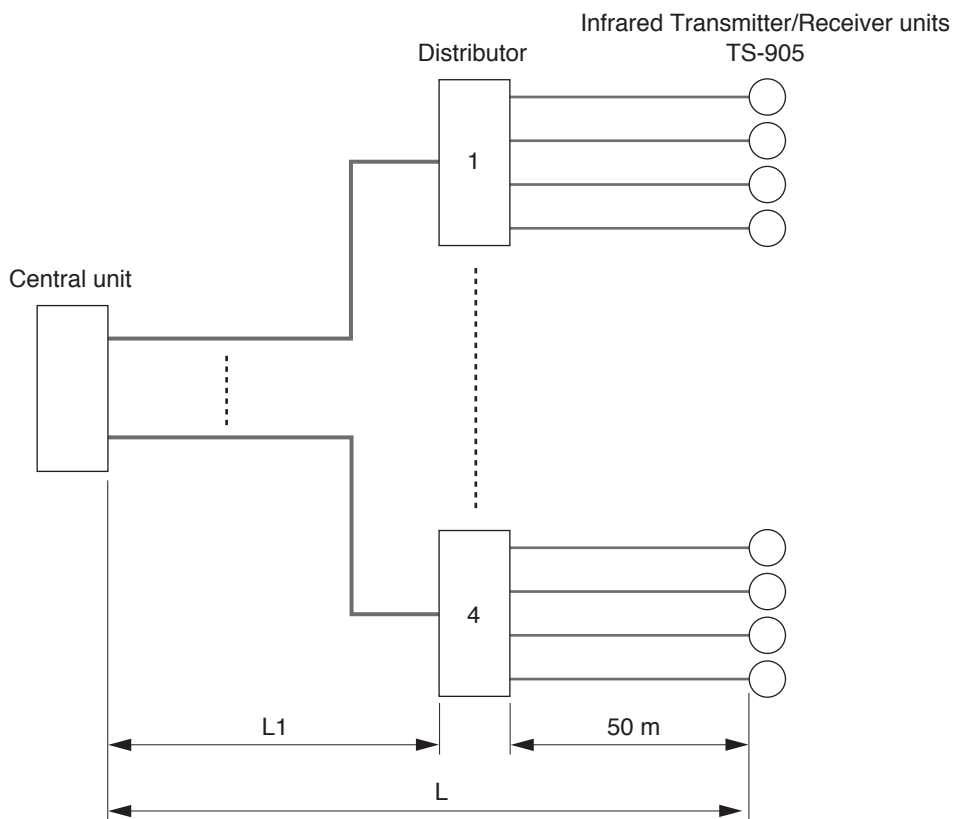 Infrared Transmitter/Receiver units
TS-905
Distributor
1
Central unit
4
L1
50 m
L